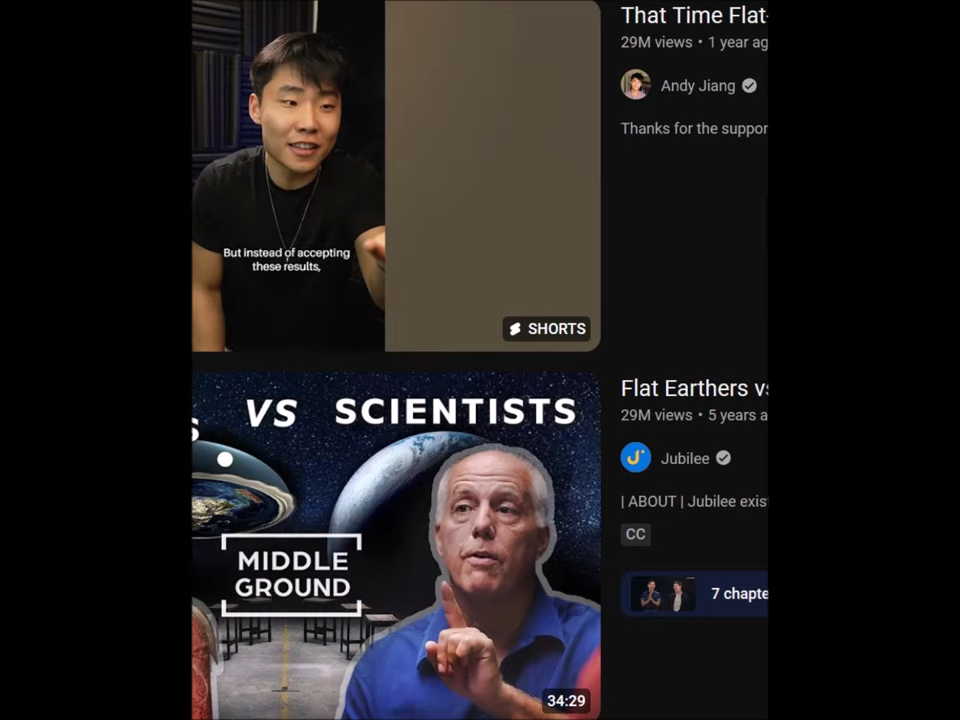 That Time Flat-
29M views • 1 year ag
Andy Jiang
Thanks for the suppor
But instead of accepting
these results,
SHORTS
S VS SCIENTISTS
MIDDLE
GROUND
34:29
Flat Earthers vs
29M views • 5 years a
Jubilee
| ABOUT | Jubilee exist
CC
7 chapte